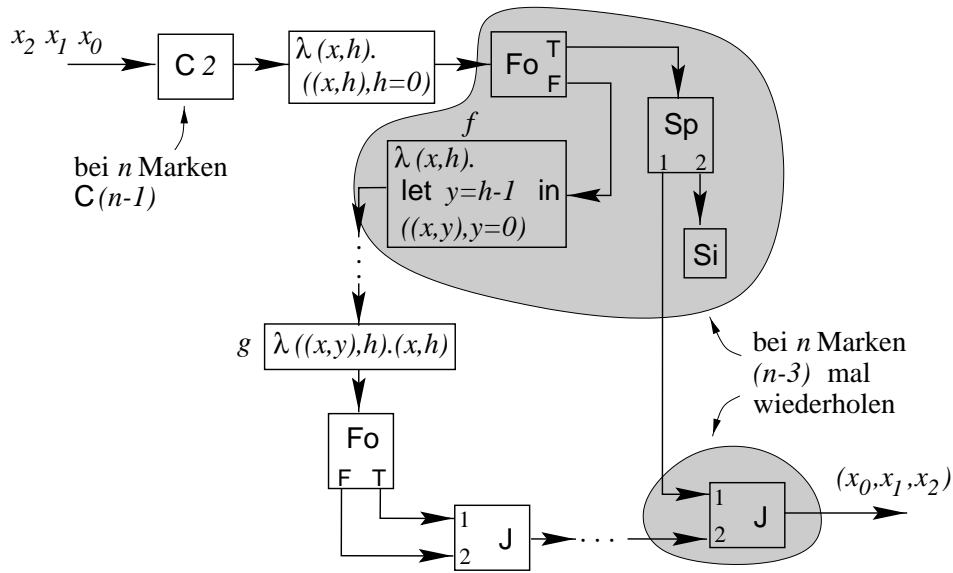 x₂ x₁ x₀
C 2
bei n Marken
C(n-1)
λ(x,h).
((x,h),h=0)
Fo T
F
f
λ(x,h).
let y=h-1 in
((x,y),y=0)
Sp
1 2
Si
. . .
g
λ((x,y),h).(x,h)
bei n Marken
(n-3) mal
wiederholen
Fo
F T
1
2 J
. . .
1
2 J
(x₀,x₁,x₂)